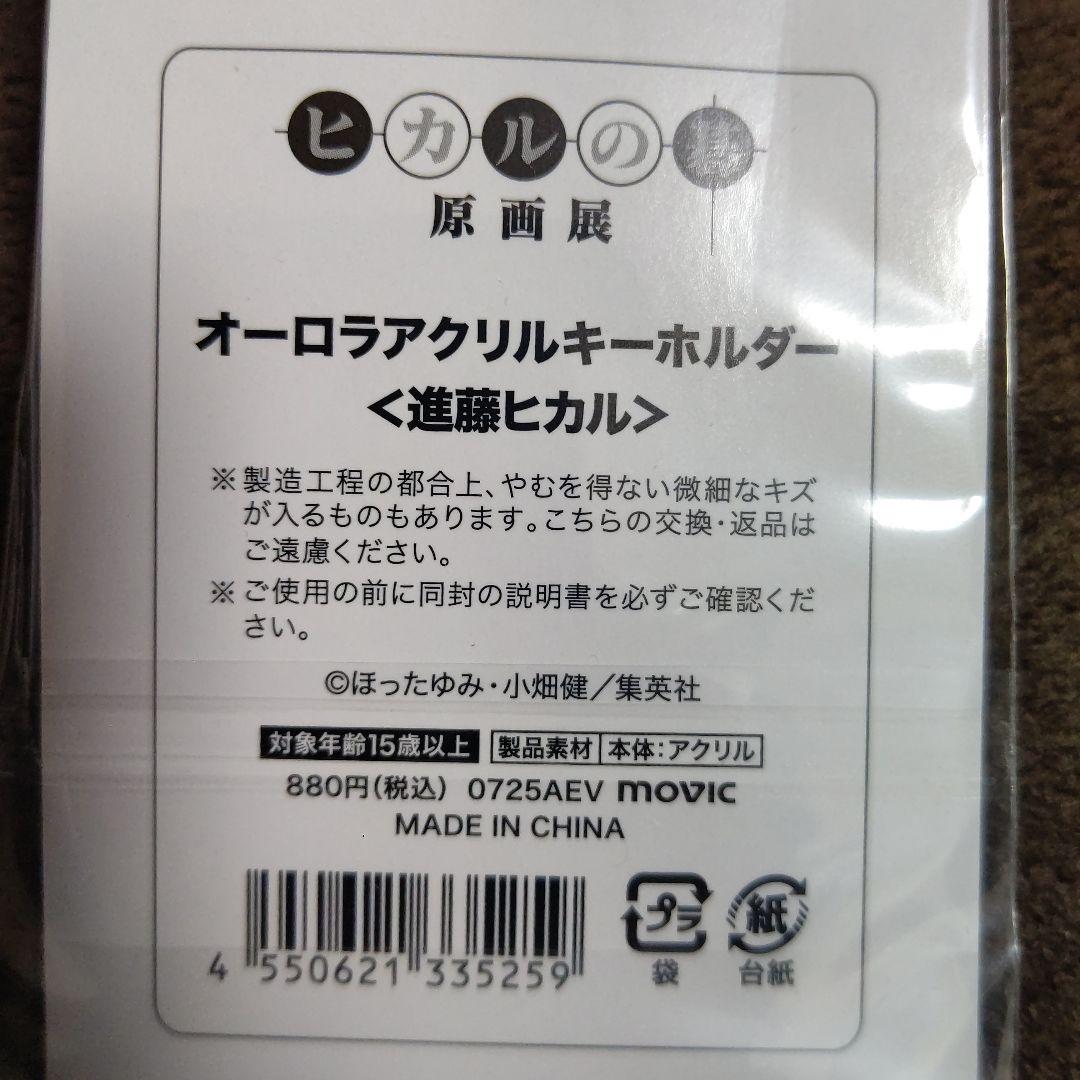 ヒカルの碁
原画展
オーロラアクリルキーホルダー
<進藤ヒカル>
※製造工程の都合上、やむを得ない微細なキズ
が入るものもあります。こちらの交換・返品は
ご遠慮ください。
※ご使用の前に同封の説明書を必ずご確認くだ
さい。
©ほったゆみ・小畑健／集英社
対象年齢15歳以上 製品素材 本体：アクリル
880円(税込) 0725AEV movic
MADE IN CHINA
4 550621 335259
プラ 紙
袋 台紙